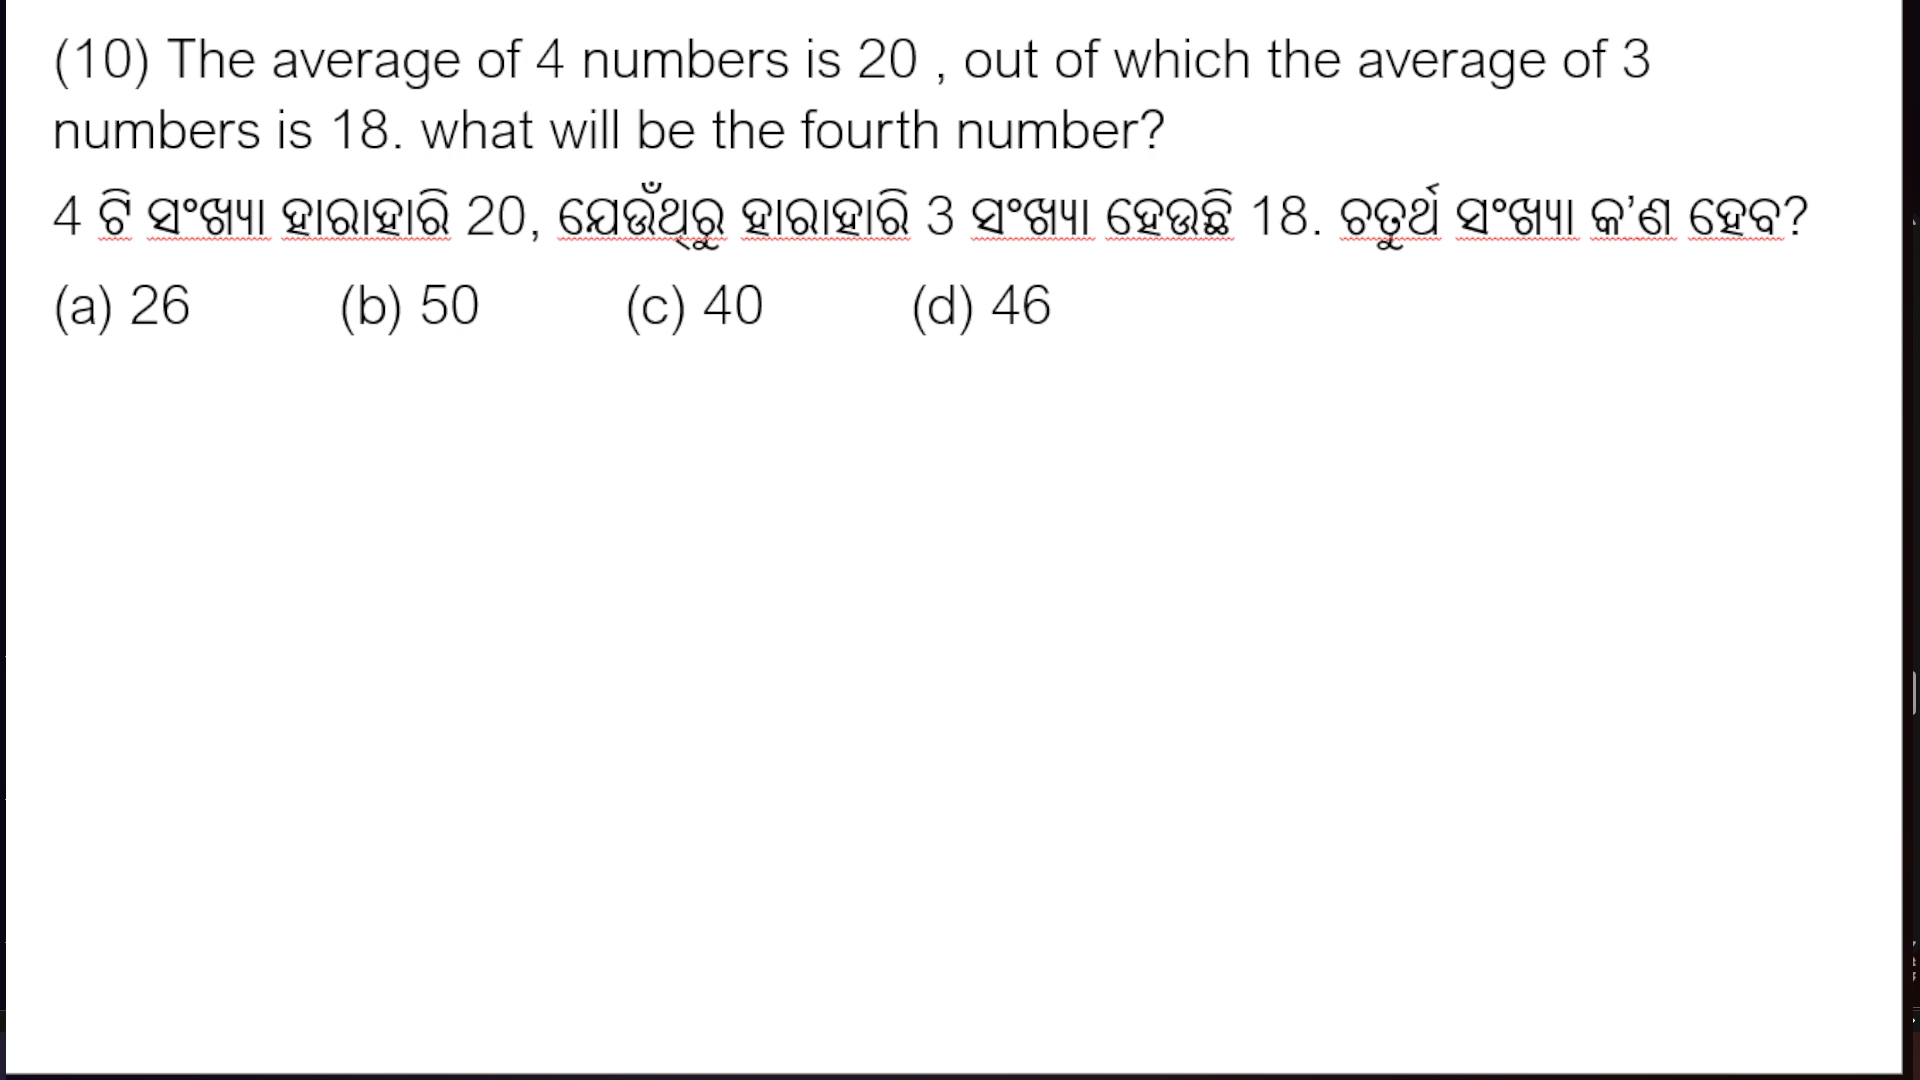 (10) The average of 4 numbers is 20 , out of which the average of 3
numbers is 18. what will be the fourth number?
4 ଟି ସଂଖ୍ୟା ହାରାହାରି 20, ଯେଉଁଥିରୁ ହାରାହାରି 3 ସଂଖ୍ୟା ହେଉଛି 18. ଚତୁର୍ଥ ସଂଖ୍ୟା କ’ଣ ହେବ?
(a) 26 (b) 50 (c) 40 (d) 46